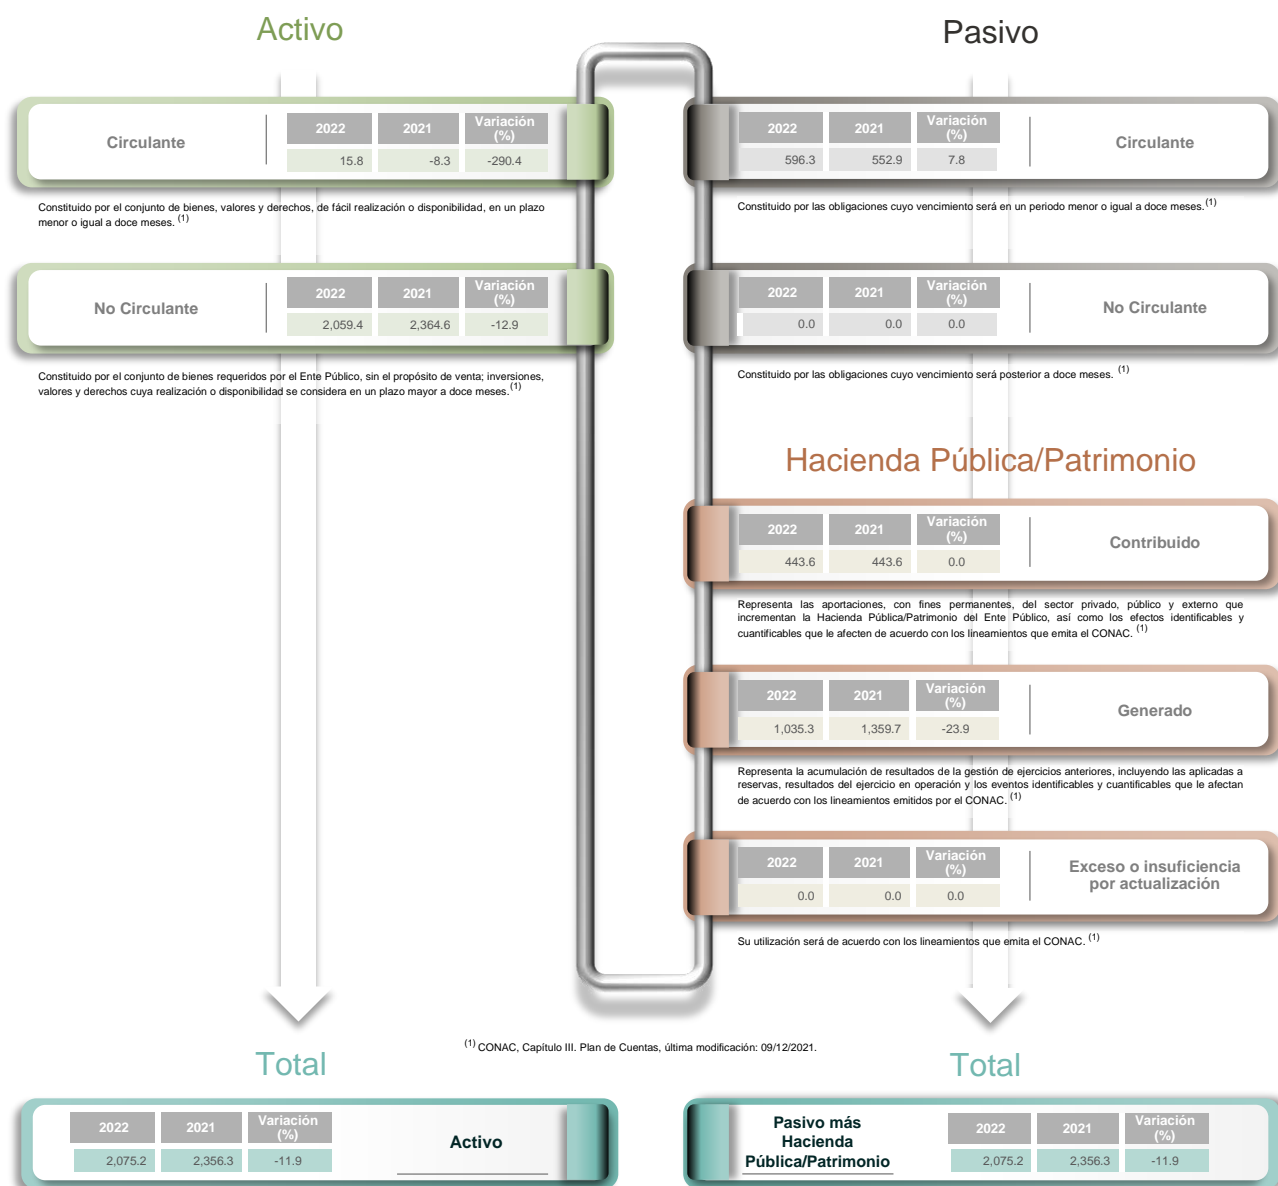 Activo
Circulante
2022 2021 Variación (%)
15.8 -8.3 -290.4
Constituido por el conjunto de bienes, valores y derechos, de fácil realización o disponibilidad, en un plazo
menor o igual a doce meses. (1)
No Circulante
2022 2021 Variación (%)
2,059.4 2,364.6 -12.9
Constituido por el conjunto de bienes requeridos por el Ente Público, sin el propósito de venta; inversiones,
valores y derechos cuya realización o disponibilidad se considera en un plazo mayor a doce meses. (1)
Pasivo
2022 2021 Variación (%)
596.3 552.9 7.8
Circulante
Constituido por las obligaciones cuyo vencimiento será en un periodo menor o igual a doce meses. (1)
2022 2021 Variación (%)
0.0 0.0 0.0
No Circulante
Constituido por las obligaciones cuyo vencimiento será posterior a doce meses. (1)
Hacienda Pública/Patrimonio
2022 2021 Variación (%)
443.6 443.6 0.0
Contribuido
Representa las aportaciones, con fines permanentes, del sector privado, público y externo que
incrementan la Hacienda Pública/Patrimonio del Ente Público, así como los efectos identificables y
cuantificables que le afecten de acuerdo con los lineamientos que emita el CONAC. (1)
2022 2021 Variación (%)
1,035.3 1,359.7 -23.9
Generado
Representa la acumulación de resultados de la gestión de ejercicios anteriores, incluyendo las aplicadas a
reservas, resultados del ejercicio en operación y los eventos identificables y cuantificables que le afectan
de acuerdo con los lineamientos emitidos por el CONAC. (1)
2022 2021 Variación (%)
0.0 0.0 0.0
Exceso o insuficiencia
por actualización
Su utilización será de acuerdo con los lineamientos que emita el CONAC. (1)
(1) CONAC, Capítulo III. Plan de Cuentas, última modificación: 09/12/2021.
Total
2022 2021 Variación (%)
2,075.2 2,356.3 -11.9
Activo
Total
Pasivo más
Hacienda
Pública/Patrimonio
2022 2021 Variación (%)
2,075.2 2,356.3 -11.9